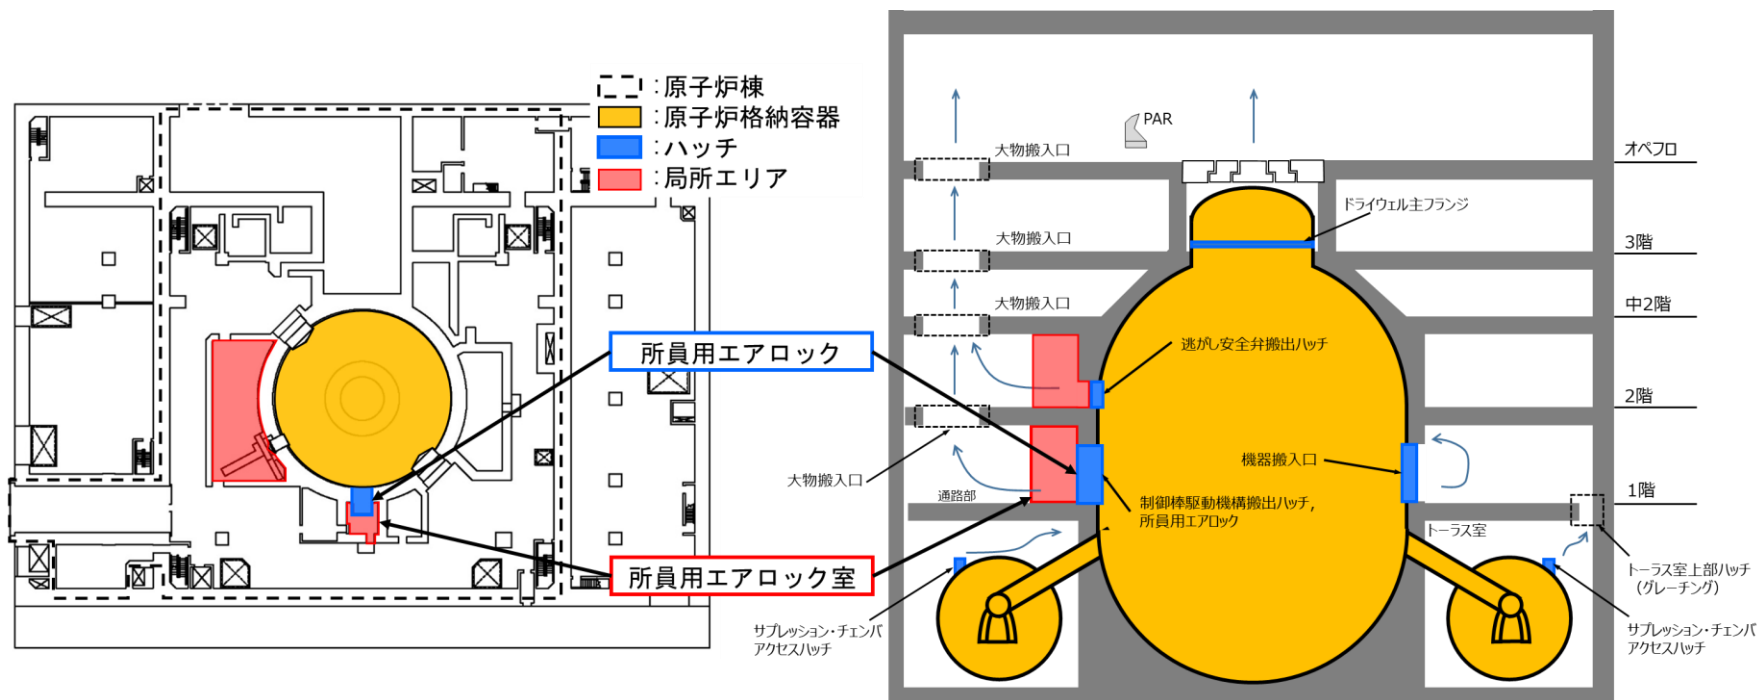 ：原子炉棟
：原子炉格納容器
：ハッチ
：局所エリア
所員用エアロック
所員用エアロック室
PAR
大物搬入口
オペフロ
ドライウェル主フランジ
大物搬入口
3階
大物搬入口
中2階
逃がし安全弁搬出ハッチ
2階
大物搬入口
機器搬入口
通路部
1階
制御棒駆動機構搬出ハッチ,
所員用エアロック
トーラス室
トーラス室上部ハッチ
(グレーチング)
サプレッション・チェンバ
アクセスハッチ
サプレッション・チェンバ
アクセスハッチ